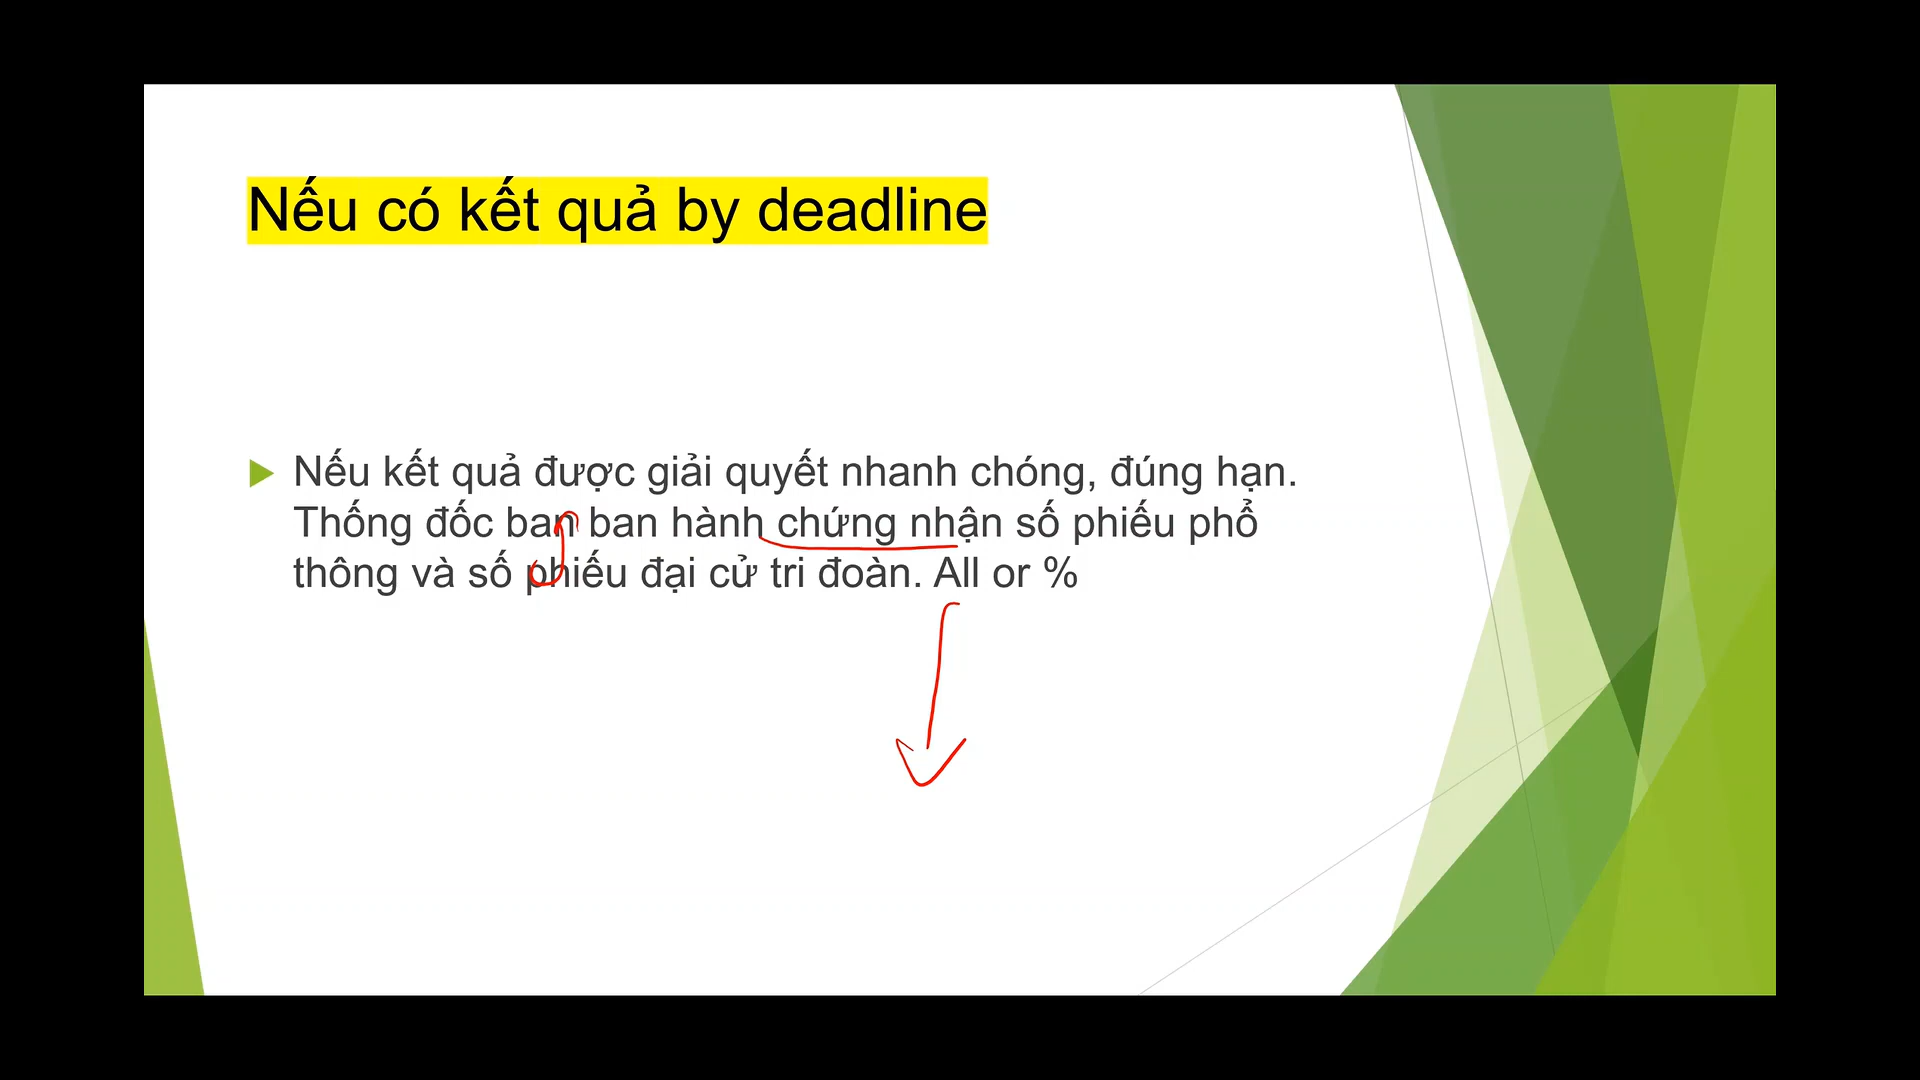 Nếu có kết quả by deadline
Nếu kết quả được giải quyết nhanh chóng, đúng hạn.
Thống đốc ban ban hành chứng nhận số phiếu phổ
thông và số phiếu đại cử tri đoàn. All or %